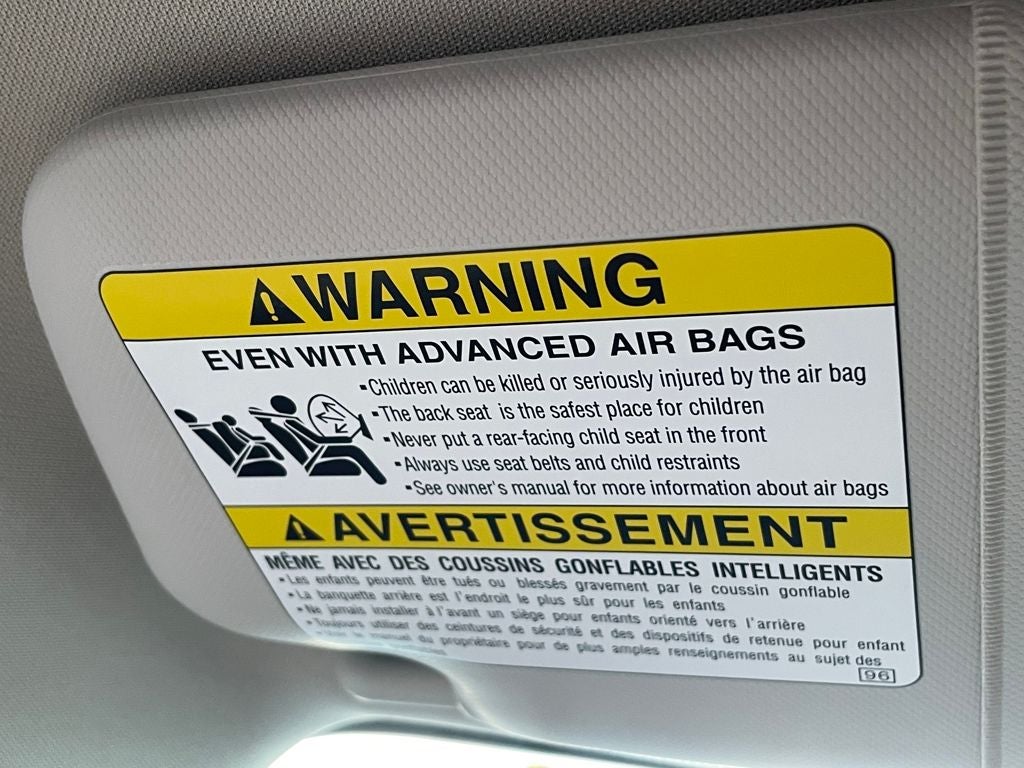 WARNING
EVEN WITH ADVANCED AIR BAGS
▪Children can be killed or seriously injured by the air bag
▪The back seat is the safest place for children
▪Never put a rear-facing child seat in the front
▪Always use seat belts and child restraints
▪See owner's manual for more information about air bags
AVERTISSEMENT
MÊME AVEC DES COUSSINS GONFLABLES INTELLIGENTS
▪Les enfants peuvent être tués ou blessés gravement par le coussin gonflable
▪La banquette arrière est l'endroit le plus sûr pour les enfants
▪Ne jamais installer à l'avant un siège pour enfants orienté vers l'arrière
▪Toujours utiliser des ceintures de sécurité et des dispositifs de retenue pour enfant
le manuel du propriétaire pour de plus amples renseignements au sujet des
96